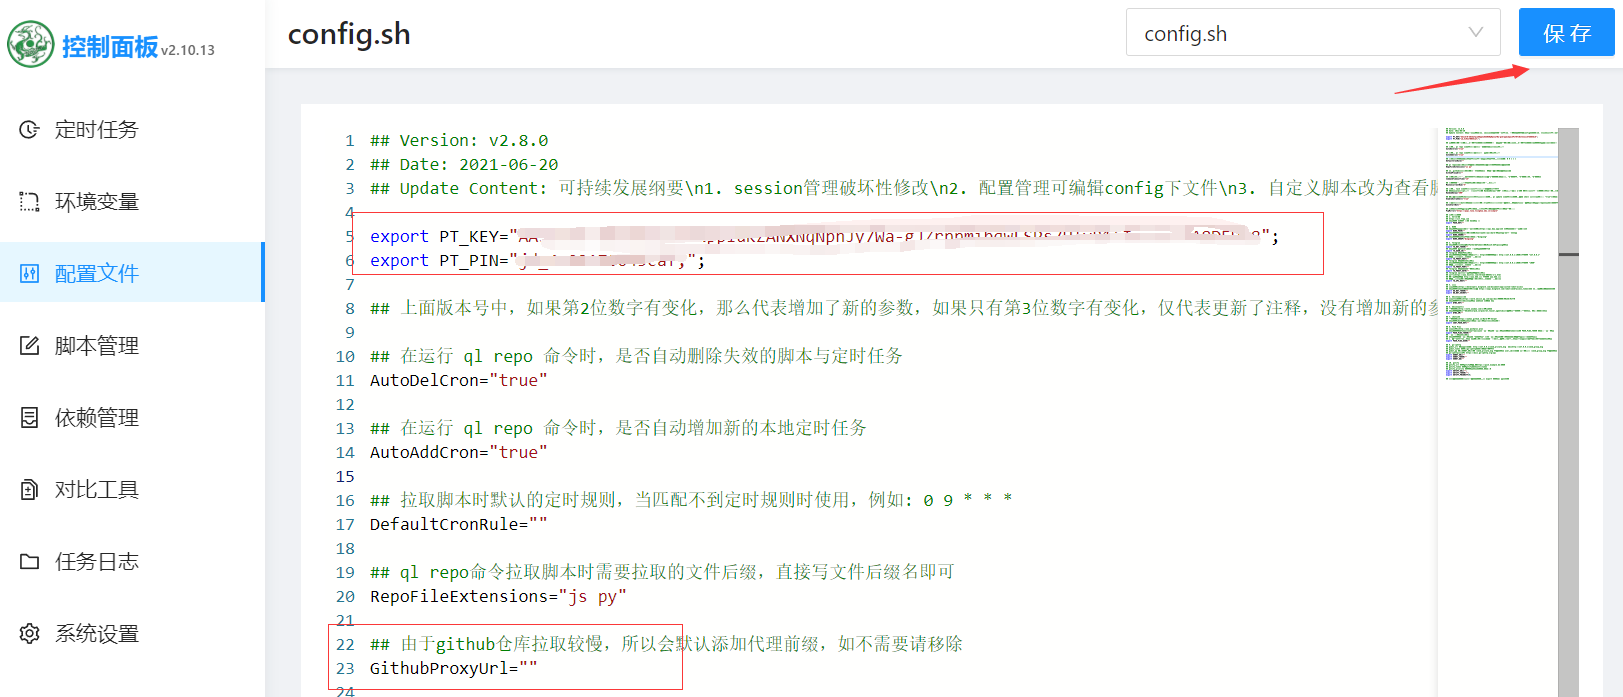 控制面板 v2.10.13
config.sh
config.sh
保 存
定时任务
环境变量
配置文件
脚本管理
依赖管理
对比工具
任务日志
系统设置
1 ## Version: v2.8.0
2 ## Date: 2021-06-20
3 ## Update Content: 可持续发展纲要\n1. session管理破坏性修改\n2. 配置管理可编辑config下文件\n3. 自定义脚本改为查看
4
5 export PT_KEY="
6 export PT_PIN="
7
8 ## 上面版本号中，如果第2位数字有变化，那么代表增加了新的参数，如果只有第3位数字有变化，仅代表更新了注释，没有增加新的参
9
10 ## 在运行 ql repo 命令时，是否自动删除失效的脚本与定时任务
11 AutoDelCron="true"
12
13 ## 在运行 ql repo 命令时，是否自动增加新的本地定时任务
14 AutoAddCron="true"
15
16 ## 拉取脚本时默认的定时规则，当匹配不到定时规则时使用，例如: 0 9 * * *
17 DefaultCronRule=""
18
19 ## ql repo命令拉取脚本时需要拉取的文件后缀，直接写文件后缀名即可
20 RepoFileExtensions="js py"
21
22 ## 由于github仓库拉取较慢，所以会默认添加代理前缀，如不需要请移除
23 GithubProxyUrl=""
24